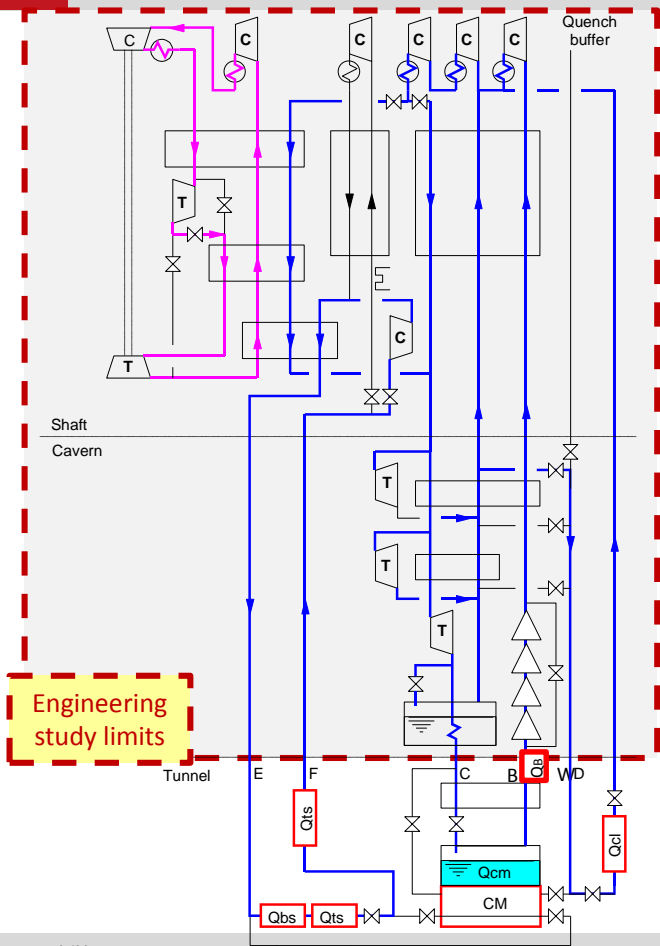 Quench
buffer
C
C
C
C
C
C
T
C
T
Shaft
Cavern
T
T
T
Engineering
study limits
Tunnel
E
F
C
B
QB
WD
Qts
Qcl
Qcm
CM
Qbs
Qts